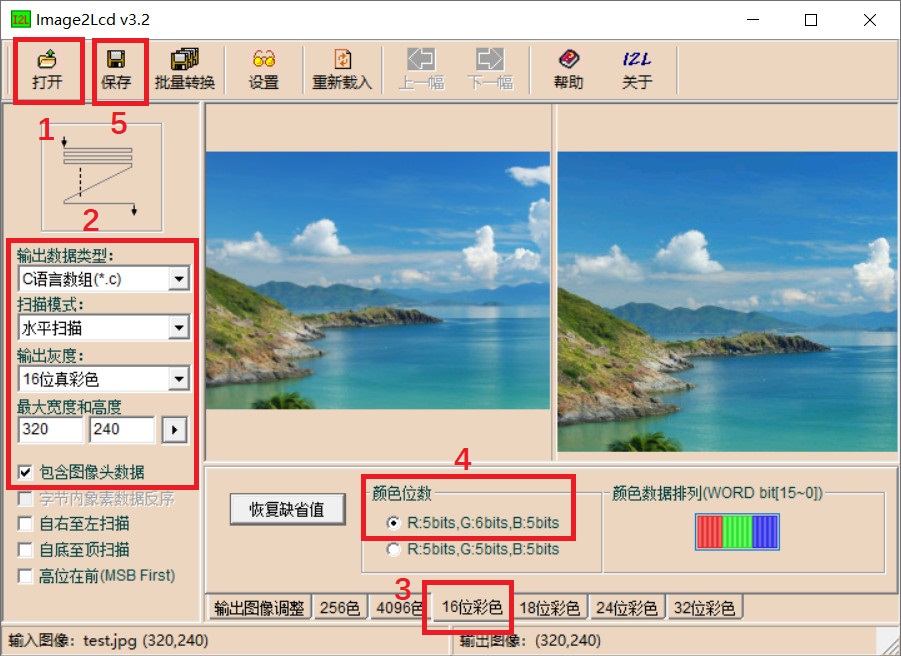 I2L Image2Lcd v3.2
打开 保存 批量转换 设置 重新载入 上一幅 下一幅 帮助 I2L 关于
1 5
2
输出数据类型:
C语言数组(*.c)
扫描模式:
水平扫描
输出灰度:
16位真彩色
最大宽度和高度
320 240
包含图像头数据
字节内象素数据反序
自右至左扫描
自底至顶扫描
高位在前(MSB First)
4
恢复缺省值
颜色位数
R:5bits,G:6bits,B:5bits
R:5bits,G:5bits,B:5bits
颜色数据排列(WORD bit[15~0])
3
输出图像调整 256色 4096色 16位彩色 18位彩色 24位彩色 32位彩色
输入图像: test.jpg (320,240) 输出图像: (320,240)